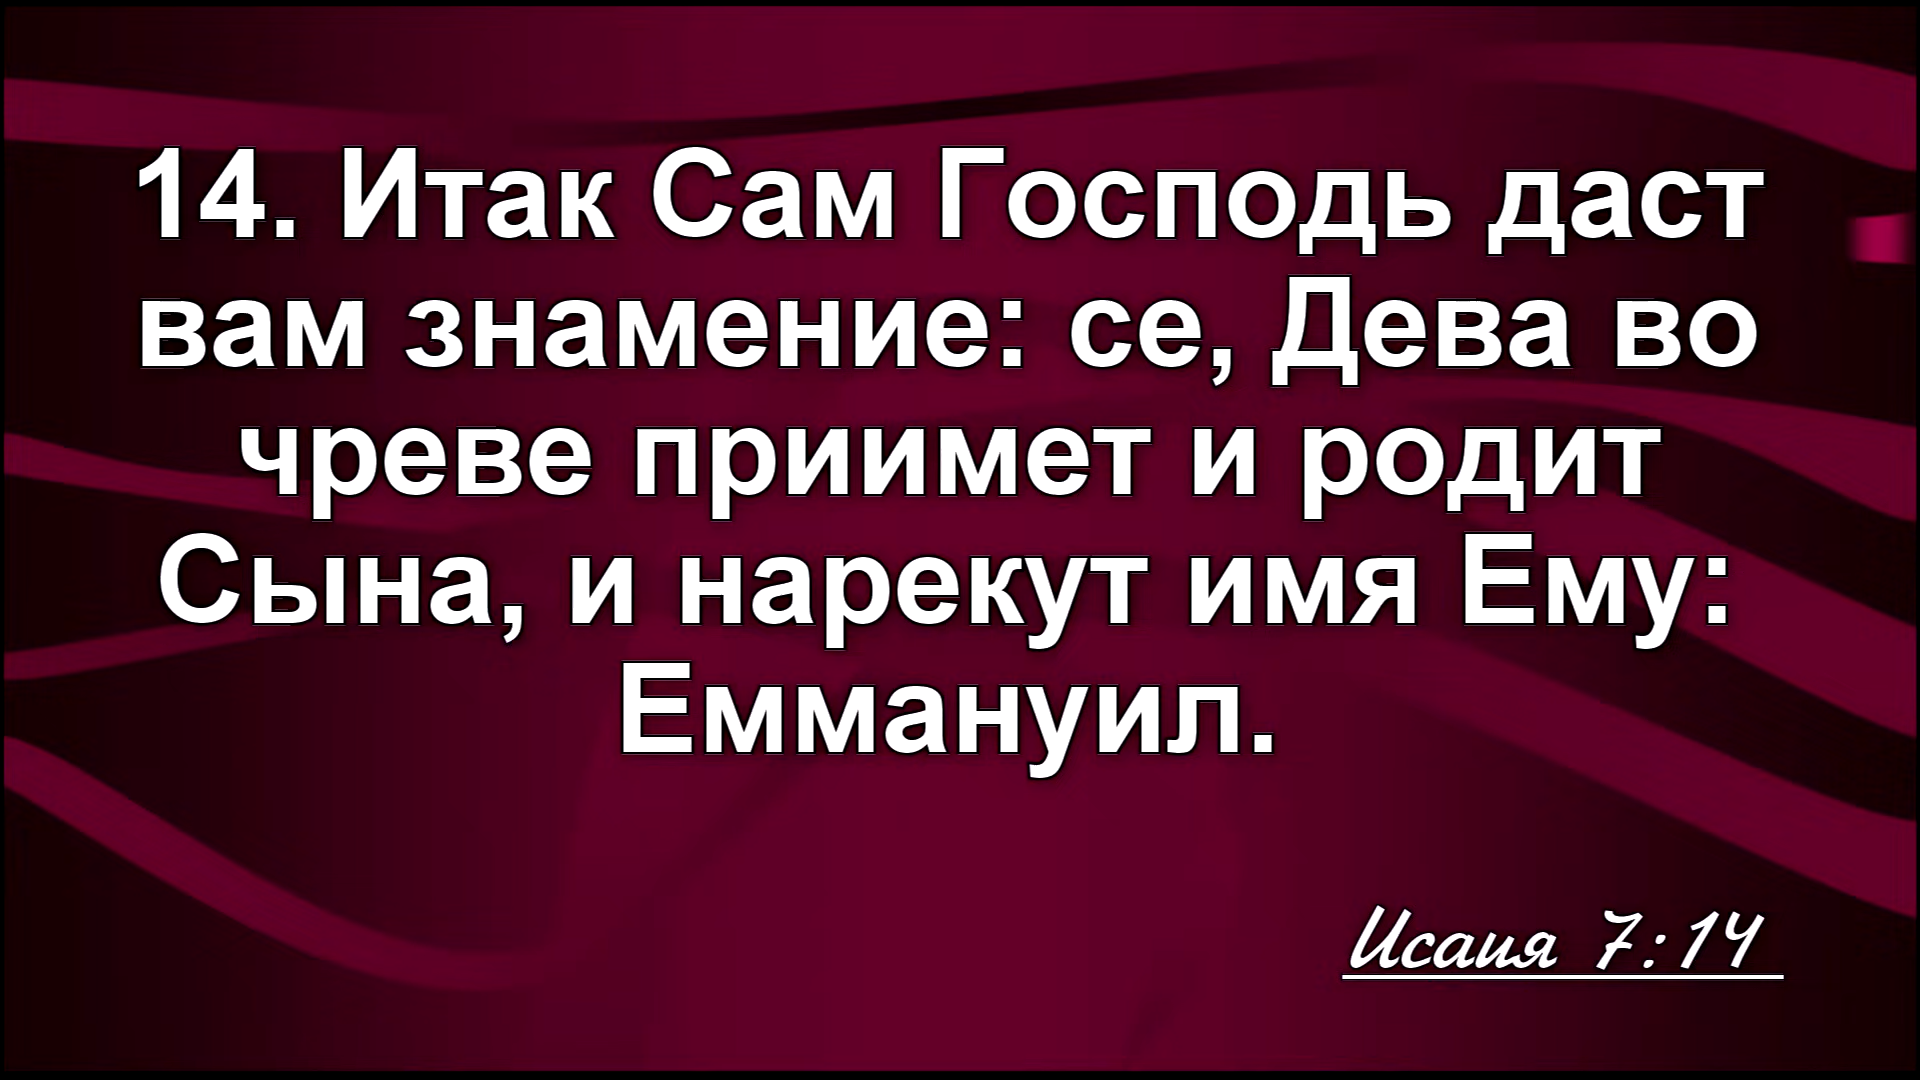 14. Итак Сам Господь даст
вам знамение: се, Дева во
чреве приимет и родит
Сына, и нарекут имя Ему:
Еммануил.
Исаия 7:14